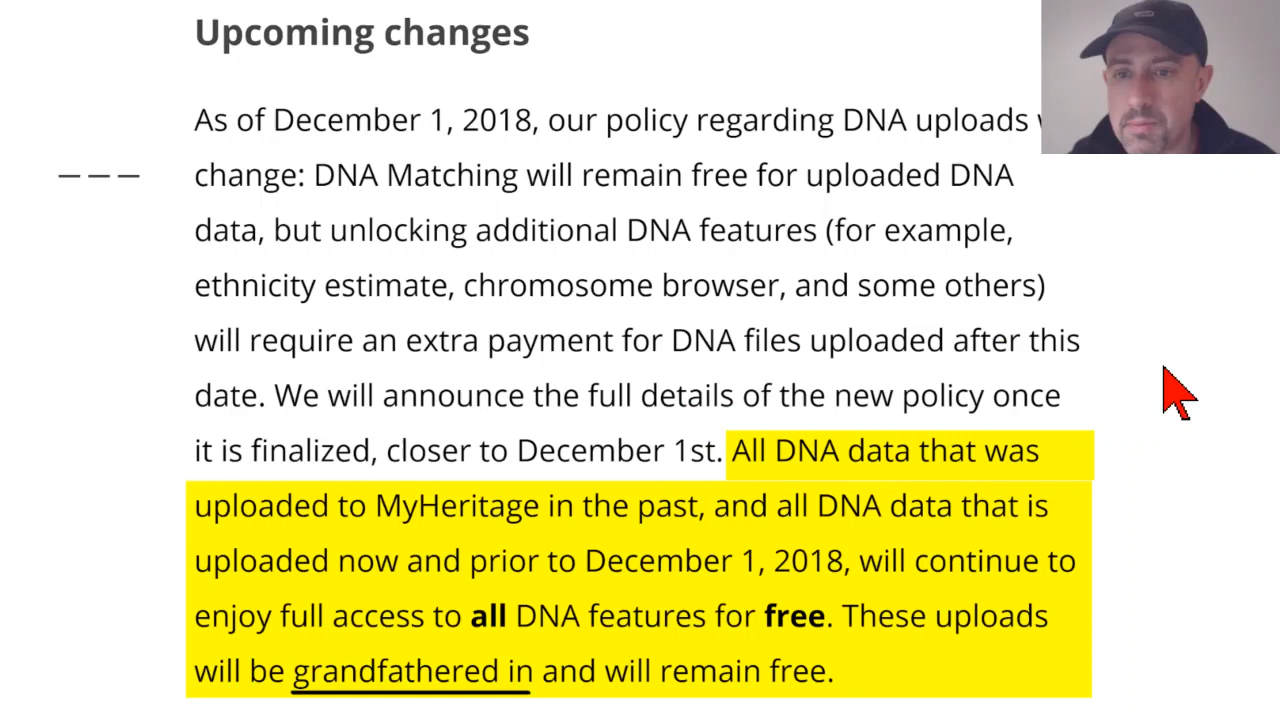 Upcoming changes
As of December 1, 2018, our policy regarding DNA uploads
change: DNA Matching will remain free for uploaded DNA
data, but unlocking additional DNA features (for example,
ethnicity estimate, chromosome browser, and some others)
will require an extra payment for DNA files uploaded after this
date. We will announce the full details of the new policy once
it is finalized, closer to December 1st. All DNA data that was
uploaded to MyHeritage in the past, and all DNA data that is
uploaded now and prior to December 1, 2018, will continue to
enjoy full access to all DNA features for free. These uploads
will be grandfathered in and will remain free.